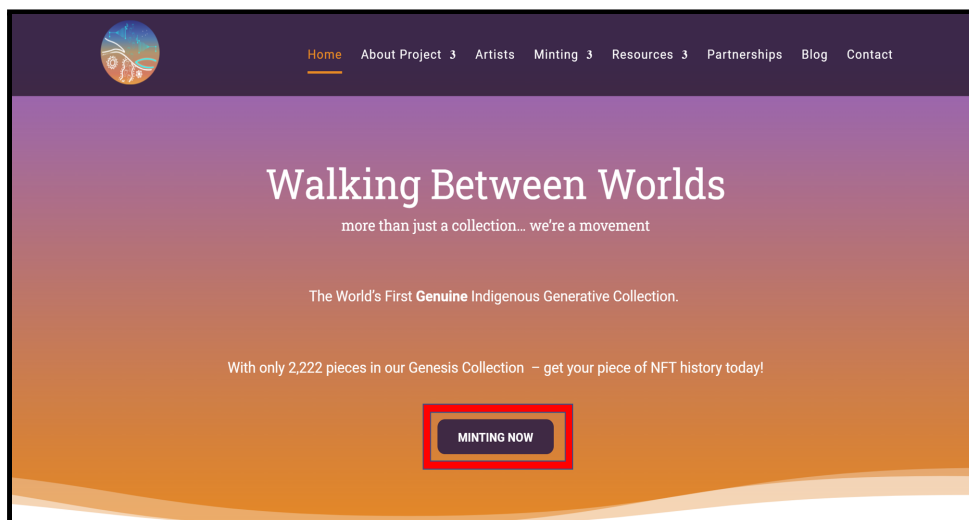 Home About Project 3 Artists Minting 3 Resources 3 Partnerships Blog Contact
Walking Between Worlds
more than just a collection... we're a movement
The World's First Genuine Indigenous Generative Collection.
With only 2,222 pieces in our Genesis Collection – get your piece of NFT history today!
MINTING NOW